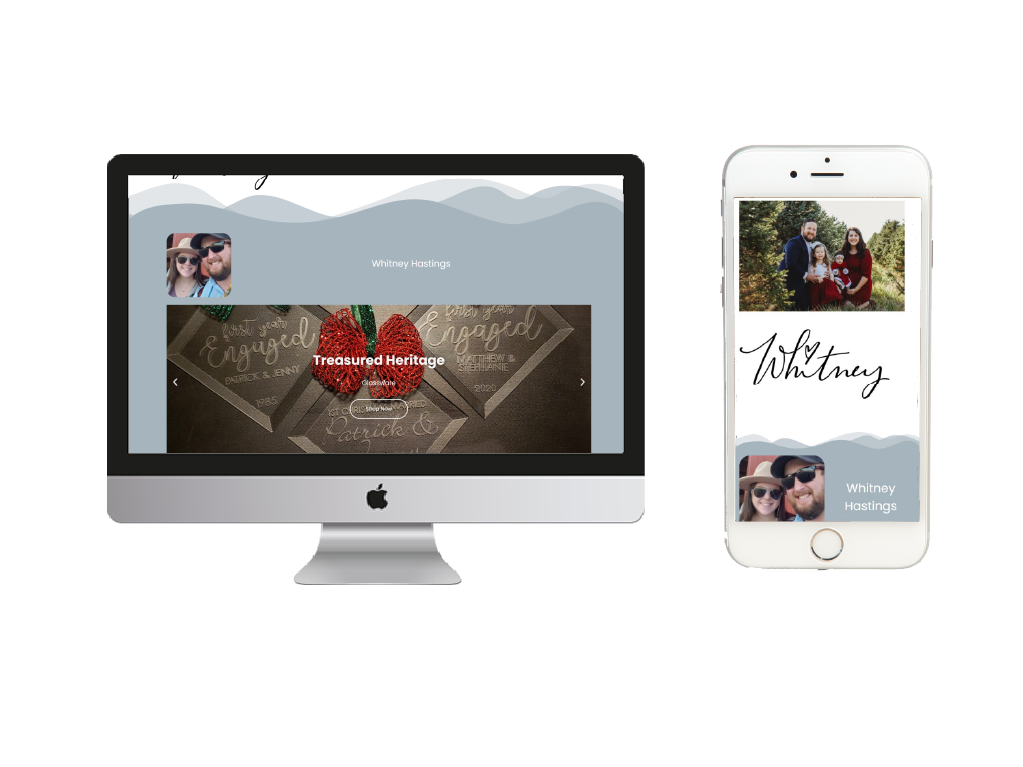 Whitney Hastings
first year
Engaged
PATRICK & JENNY
1985
first year
Engaged
MATTHEW &
STEPHANIE
2020
Treasured Heritage
Glassware
Shop Now
1ST CHRISTMAS MARRIED
Patrick &
Whitney
Whitney
Hastings